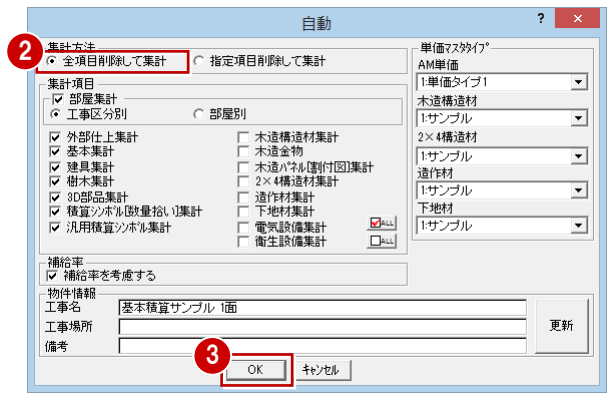 自動
? ×
集計方法
2
全項目削除して集計 指定項目削除して集計
集計項目
部屋集計
工事区分別 部屋別
外部仕上集計 木造構造材集計
基本集計 木造金物
建具集計 木造パネル[割付図]集計
樹木集計 2×4構造材集計
3D部品集計 造作材集計
積算シンボル[数量拾い]集計 下地材集計
汎用積算シンボル集計 電気設備集計 ALL
衛生設備集計 ALL
単価マスタタイプ
AM単価
1:単価タイプ1
木造構造材
1:サンプル
2×4構造材
1:サンプル
造作材
1:サンプル
下地材
1:サンプル
補給率
補給率を考慮する
物件情報
工事名 基本積算サンプル 1面
工事場所
備考
更新
3
OK キャンセル